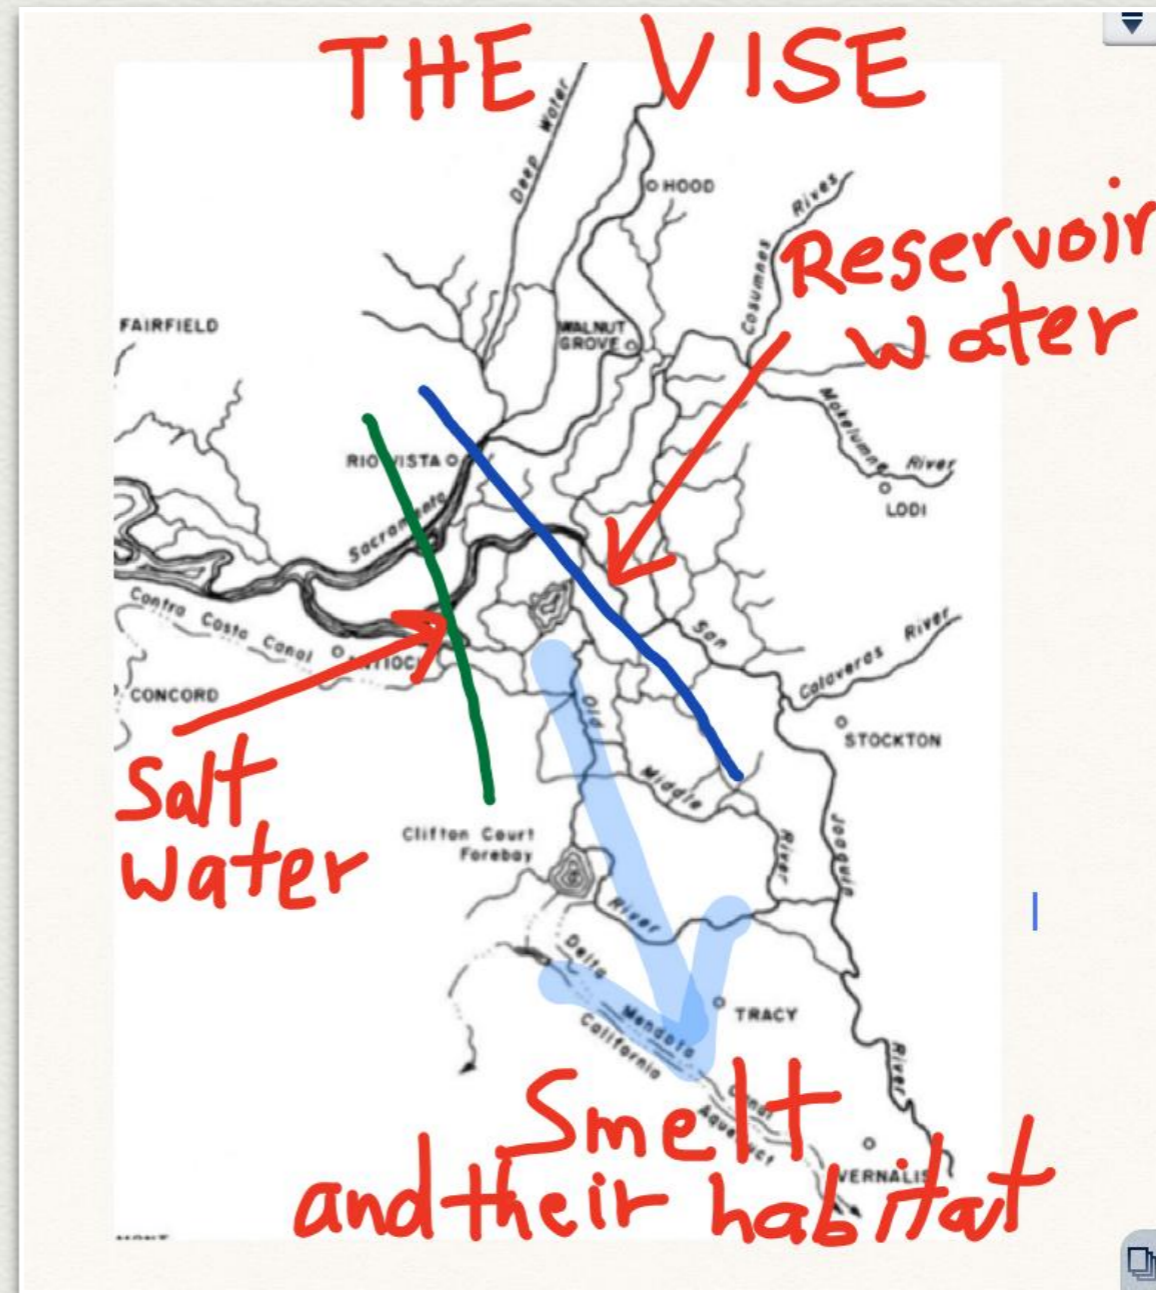 THE VISE
Deep Water
HOOD
Cosumnes Rives
Reservoir
water
FAIRFIELD
WALNUT
GROVE
Mokelumne River
LODI
RIO VISTA
Sacramento
Contra Costa Canal
ANTIOCH
San
Calaveras River
CONCORD
STOCKTON
Old
Salt
water
Middle
River
Joaquin
Clifton Court
Forebay
River
Delta
Mendota
Canal
California
Aqueduct
TRACY
River
Smelt
and their habitat
VERNALIS